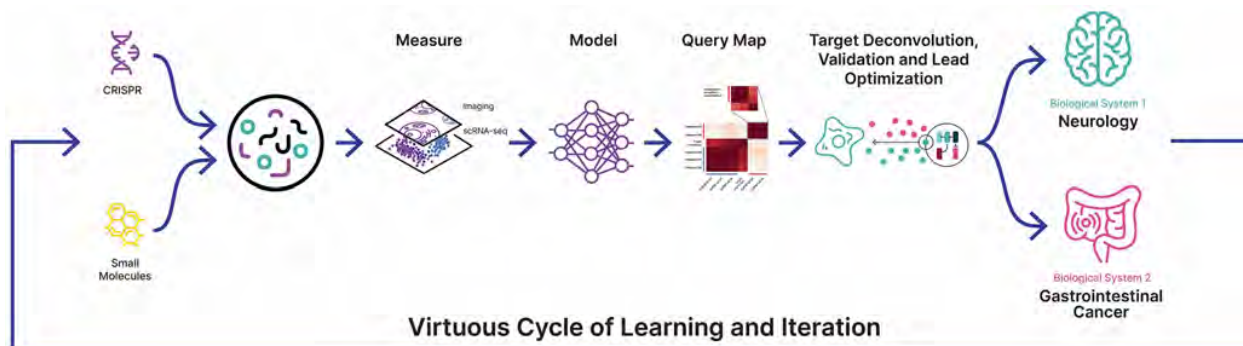 CRISPR
Small
Molecules
Measure
Imaging
scRNA-seq
Model
Query Map
Target Deconvolution,
Validation and Lead
Optimization
Biological System 1
Neurology
Biological System 2
Gastrointestinal
Cancer
Virtuous Cycle of Learning and Iteration